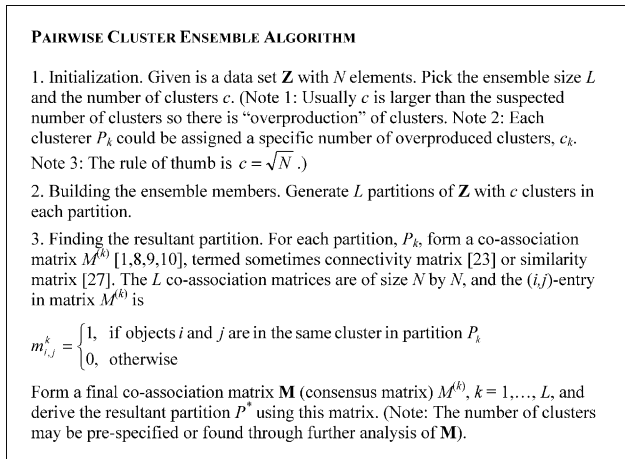 PAIRWISE CLUSTER ENSEMBLE ALGORITHM
1. Initialization. Given is a data set Z with N elements. Pick the ensemble size L
and the number of clusters c. (Note 1: Usually c is larger than the suspected
number of clusters so there is “overproduction” of clusters. Note 2: Each
clusterer Pₖ could be assigned a specific number of overproduced clusters, cₖ.
Note 3: The rule of thumb is c = √N .)
2. Building the ensemble members. Generate L partitions of Z with c clusters in
each partition.
3. Finding the resultant partition. For each partition, Pₖ, form a co-association
matrix M⁽ᵏ⁾ [1,8,9,10], termed sometimes connectivity matrix [23] or similarity
matrix [27]. The L co-association matrices are of size N by N, and the (i,j)-entry
in matrix M⁽ᵏ⁾ is
m^k_{i,j} = { 1, if objects i and j are in the same cluster in partition Pₖ
0, otherwise
Form a final co-association matrix M (consensus matrix) M⁽ᵏ⁾, k = 1,…, L, and
derive the resultant partition P* using this matrix. (Note: The number of clusters
may be pre-specified or found through further analysis of M).